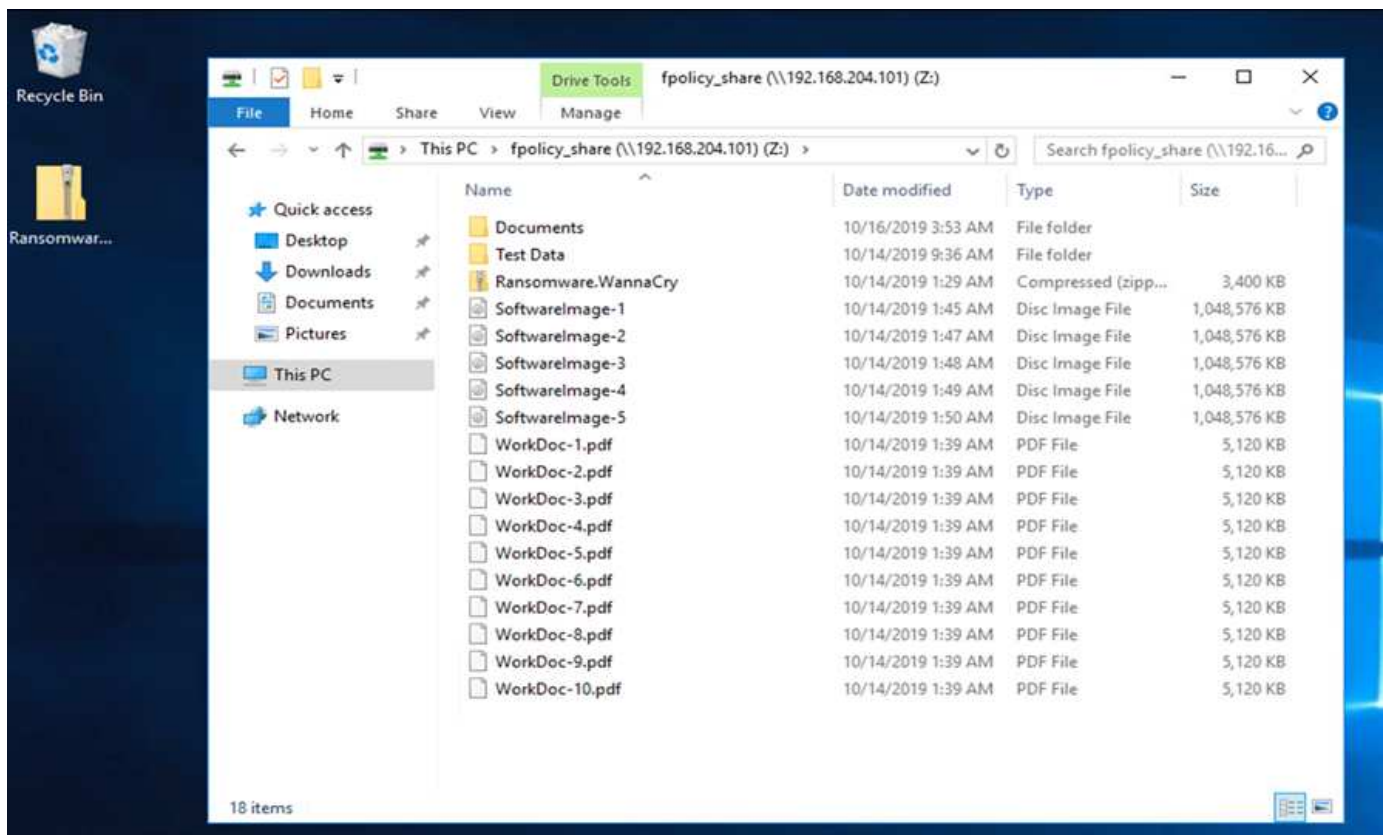 Recycle Bin
Ransomwar...
Drive Tools
fpolicy_share (\\192.168.204.101) (Z:)
File Home Share View Manage
This PC > fpolicy_share (\\192.168.204.101) (Z:) >
Search fpolicy_share (\\192.16...
Quick access
Desktop
Downloads
Documents
Pictures
This PC
Network
Name Date modified Type Size
Documents 10/16/2019 3:53 AM File folder
Test Data 10/14/2019 9:36 AM File folder
Ransomware.WannaCry 10/14/2019 1:29 AM Compressed (zipp... 3,400 KB
SoftwareImage-1 10/14/2019 1:45 AM Disc Image File 1,048,576 KB
SoftwareImage-2 10/14/2019 1:47 AM Disc Image File 1,048,576 KB
SoftwareImage-3 10/14/2019 1:48 AM Disc Image File 1,048,576 KB
SoftwareImage-4 10/14/2019 1:49 AM Disc Image File 1,048,576 KB
SoftwareImage-5 10/14/2019 1:50 AM Disc Image File 1,048,576 KB
WorkDoc-1.pdf 10/14/2019 1:39 AM PDF File 5,120 KB
WorkDoc-2.pdf 10/14/2019 1:39 AM PDF File 5,120 KB
WorkDoc-3.pdf 10/14/2019 1:39 AM PDF File 5,120 KB
WorkDoc-4.pdf 10/14/2019 1:39 AM PDF File 5,120 KB
WorkDoc-5.pdf 10/14/2019 1:39 AM PDF File 5,120 KB
WorkDoc-6.pdf 10/14/2019 1:39 AM PDF File 5,120 KB
WorkDoc-7.pdf 10/14/2019 1:39 AM PDF File 5,120 KB
WorkDoc-8.pdf 10/14/2019 1:39 AM PDF File 5,120 KB
WorkDoc-9.pdf 10/14/2019 1:39 AM PDF File 5,120 KB
WorkDoc-10.pdf 10/14/2019 1:39 AM PDF File 5,120 KB
18 items